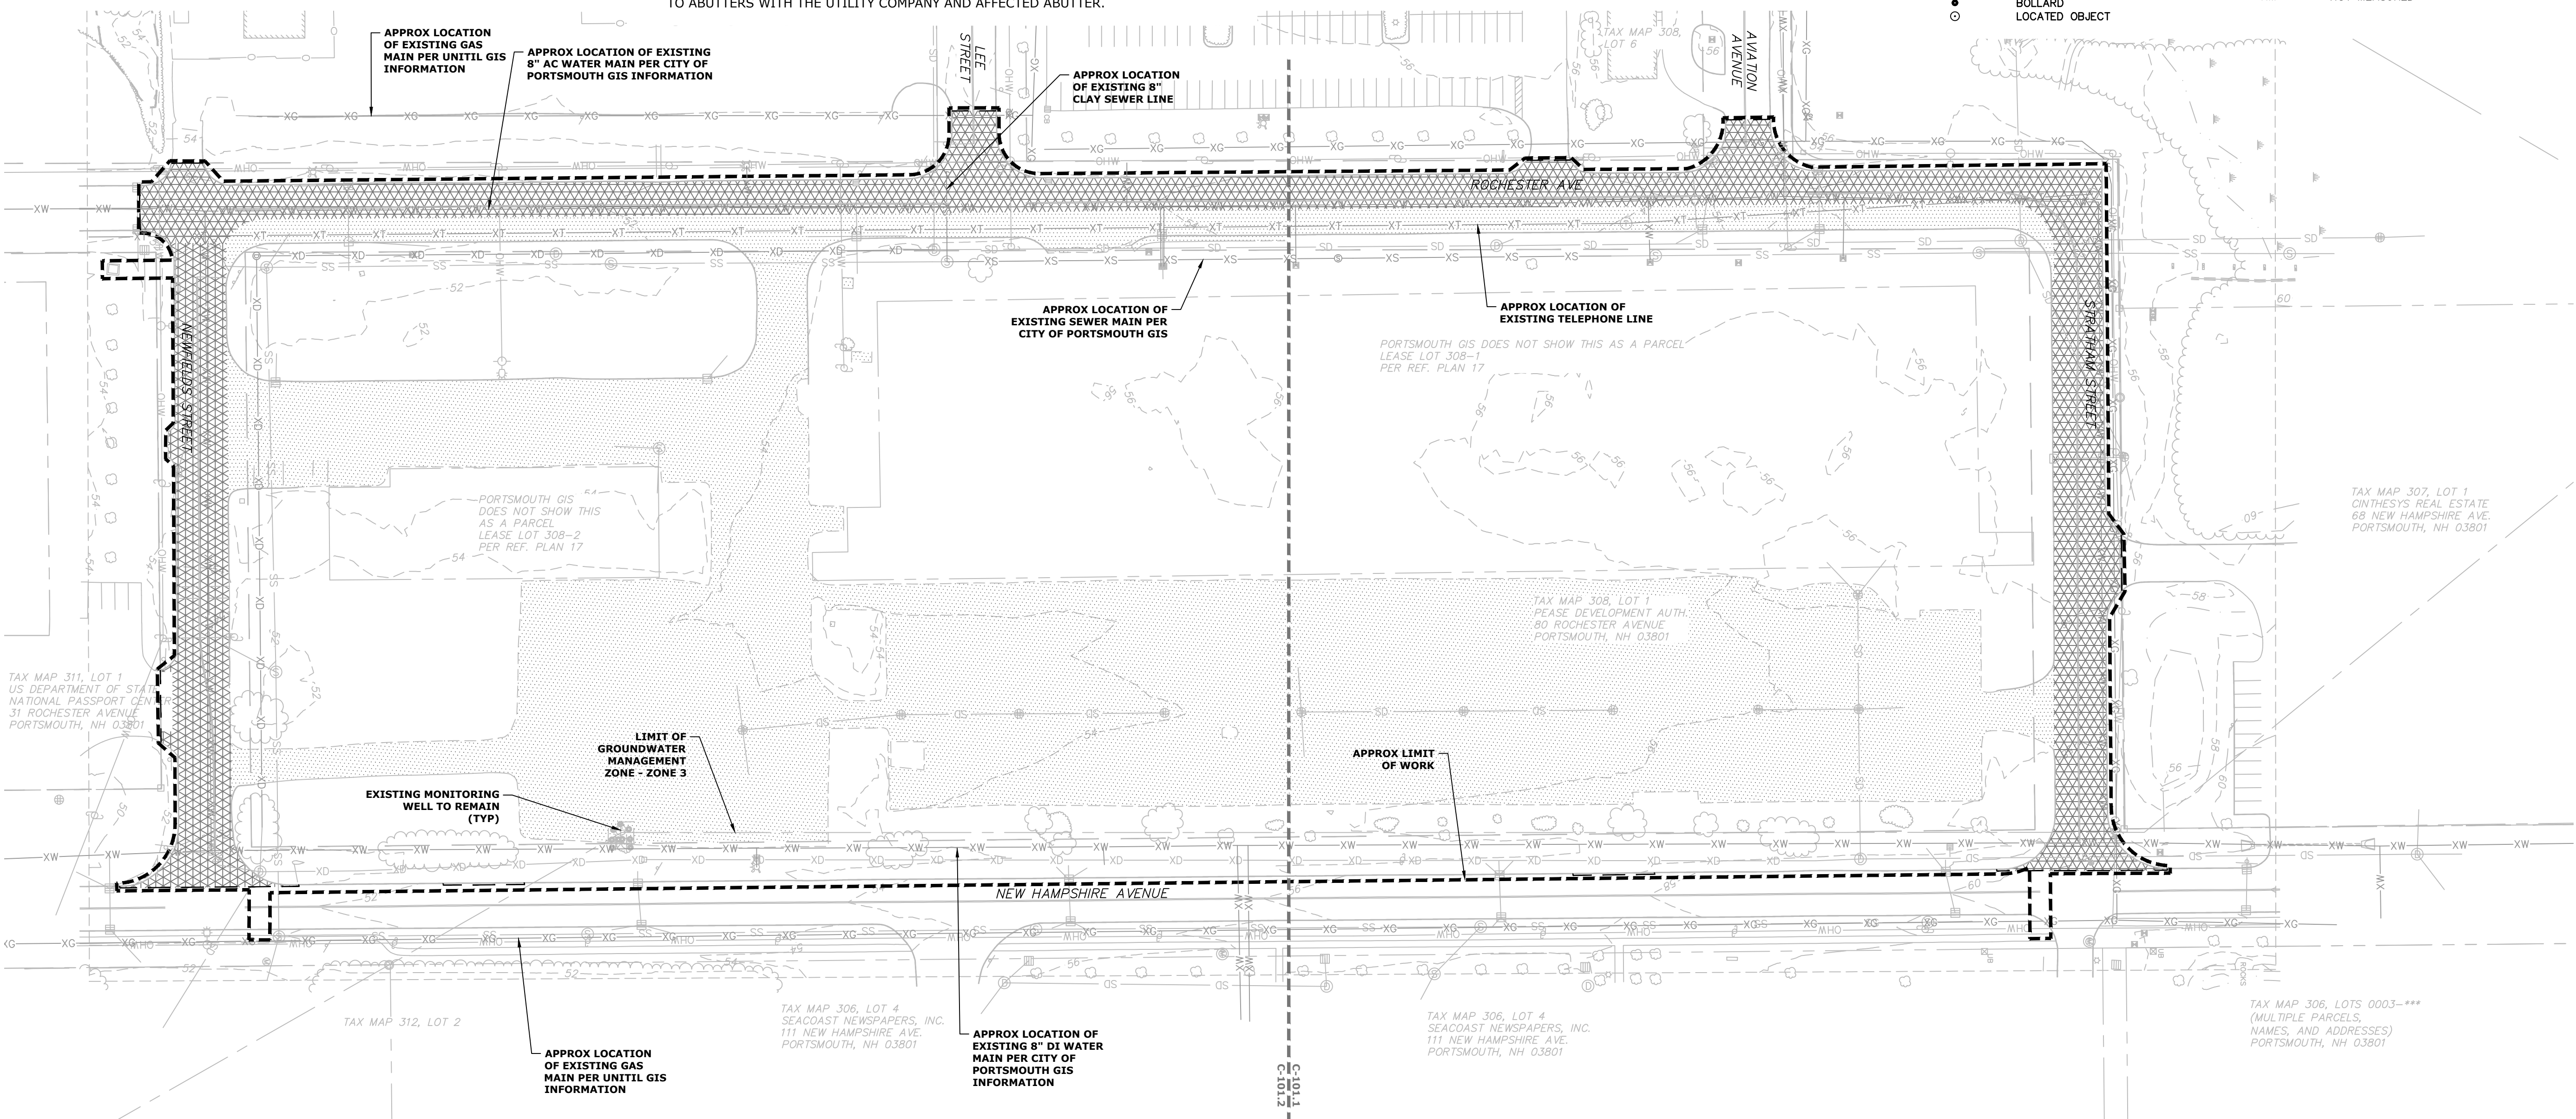 TO ABUTTERS WITH THE UTILITY COMPANY AND AFFECTED ABUTTER.
BOLLARD
LOCATED OBJECT
APPROX LOCATION
OF EXISTING GAS
MAIN PER UNITIL GIS
INFORMATION
APPROX LOCATION OF EXISTING
8" AC WATER MAIN PER CITY OF
PORTSMOUTH GIS INFORMATION
LEE
STREET
APPROX LOCATION
OF EXISTING 8"
CLAY SEWER LINE
TAX MAP 308,
LOT 6
AVIATION
AVENUE
ROCHESTER AVE
NEWFIELDS STREET
STRATHAM STREET
APPROX LOCATION OF
EXISTING SEWER MAIN PER
CITY OF PORTSMOUTH GIS
APPROX LOCATION OF
EXISTING TELEPHONE LINE
PORTSMOUTH GIS DOES NOT SHOW THIS AS A PARCEL
LEASE LOT 308-1
PER REF. PLAN 17
PORTSMOUTH GIS
DOES NOT SHOW THIS
AS A PARCEL
LEASE LOT 308-2
PER REF. PLAN 17
TAX MAP 307, LOT 1
CINTHESYS REAL ESTATE
68 NEW HAMPSHIRE AVE.
PORTSMOUTH, NH 03801
TAX MAP 308, LOT 1
PEASE DEVELOPMENT AUTH.
80 ROCHESTER AVENUE
PORTSMOUTH, NH 03801
TAX MAP 311, LOT 1
US DEPARTMENT OF STATE
NATIONAL PASSPORT CENTER
31 ROCHESTER AVENUE
PORTSMOUTH, NH 03801
LIMIT OF
GROUNDWATER
MANAGEMENT
ZONE - ZONE 3
APPROX LIMIT
OF WORK
EXISTING MONITORING
WELL TO REMAIN
(TYP)
NEW HAMPSHIRE AVENUE
TAX MAP 312, LOT 2
TAX MAP 306, LOT 4
SEACOAST NEWSPAPERS, INC.
111 NEW HAMPSHIRE AVE.
PORTSMOUTH, NH 03801
TAX MAP 306, LOT 4
SEACOAST NEWSPAPERS, INC.
111 NEW HAMPSHIRE AVE.
PORTSMOUTH, NH 03801
TAX MAP 306, LOTS 0003-***
(MULTIPLE PARCELS,
NAMES, AND ADDRESSES)
PORTSMOUTH, NH 03801
ROCKS
APPROX LOCATION
OF EXISTING GAS
MAIN PER UNITIL GIS
INFORMATION
APPROX LOCATION OF
EXISTING 8" DI WATER
MAIN PER CITY OF
PORTSMOUTH GIS
INFORMATION
C-101.1
C-101.2